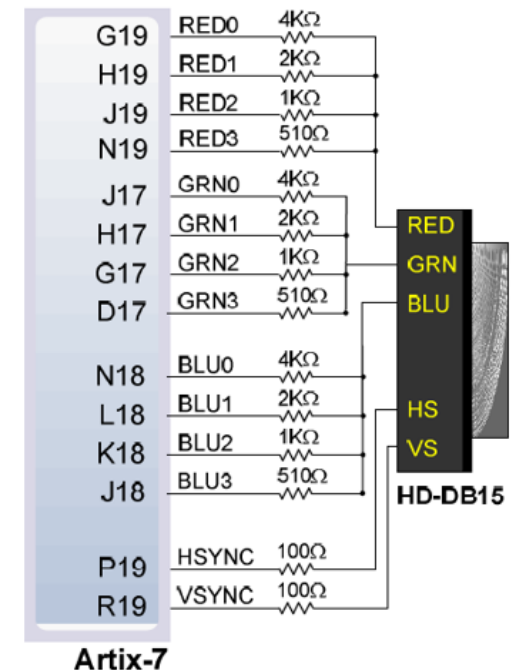 G19 RED0 4KΩ
H19 RED1 2KΩ
J19 RED2 1KΩ
N19 RED3 510Ω
J17 GRN0 4KΩ
H17 GRN1 2KΩ
G17 GRN2 1KΩ
D17 GRN3 510Ω
N18 BLU0 4KΩ
L18 BLU1 2KΩ
K18 BLU2 1KΩ
J18 BLU3 510Ω
P19 HSYNC 100Ω
R19 VSYNC 100Ω
RED
GRN
BLU
HS
VS
HD-DB15
Artix-7